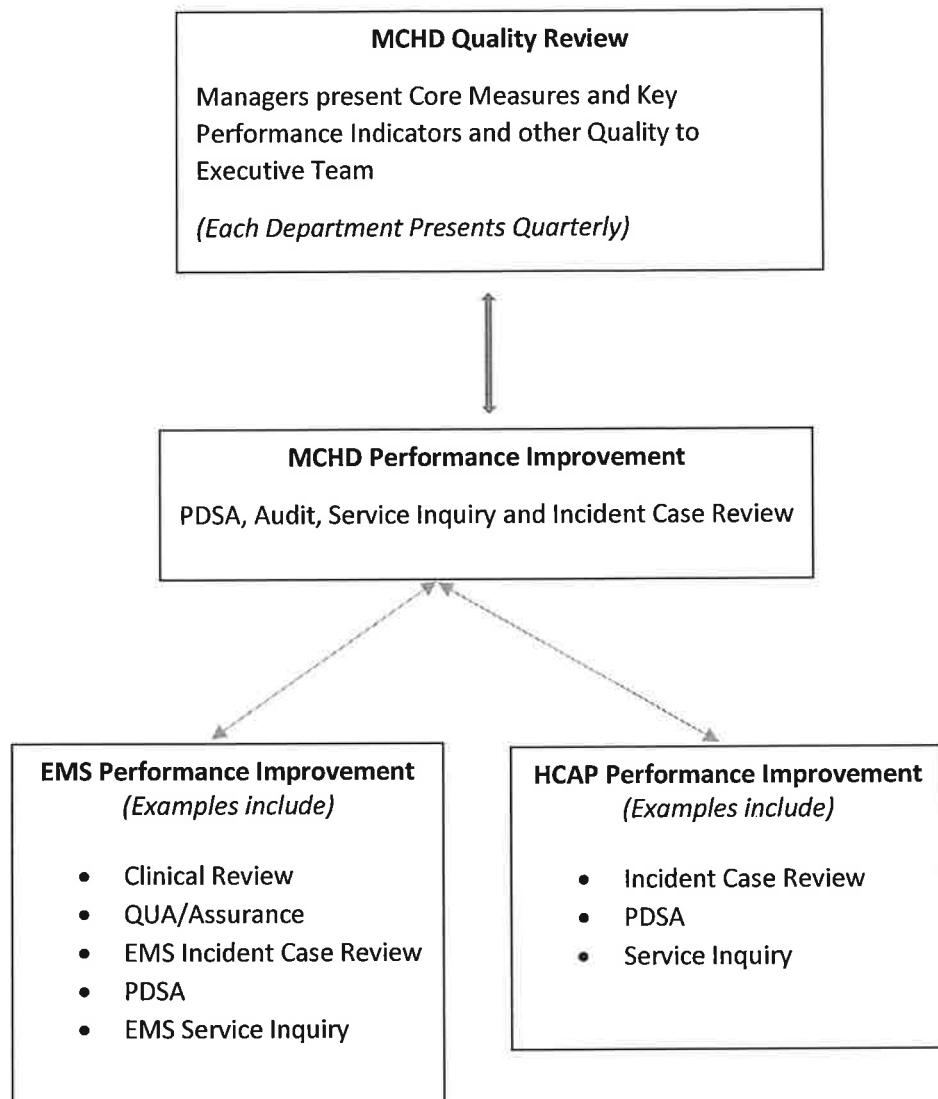 MCHD Quality Review
Managers present Core Measures and Key
Performance Indicators and other Quality to
Executive Team
(Each Department Presents Quarterly)
MCHD Performance Improvement
PDSA, Audit, Service Inquiry and Incident Case Review
EMS Performance Improvement
(Examples include)
• Clinical Review
• QUA/Assurance
• EMS Incident Case Review
• PDSA
• EMS Service Inquiry
HCAP Performance Improvement
(Examples include)
• Incident Case Review
• PDSA
• Service Inquiry